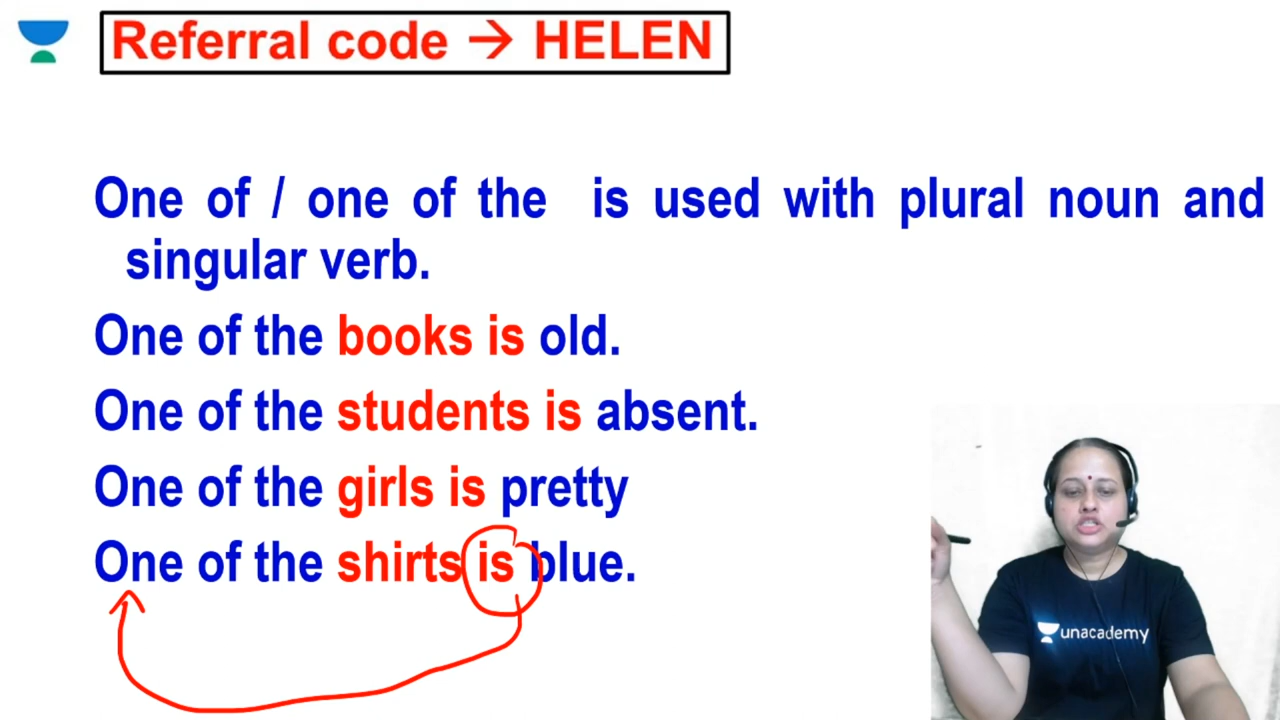 Referral code → HELEN
One of / one of the is used with plural noun and
singular verb.
One of the books is old.
One of the students is absent.
One of the girls is pretty
One of the shirts is blue.
unacademy